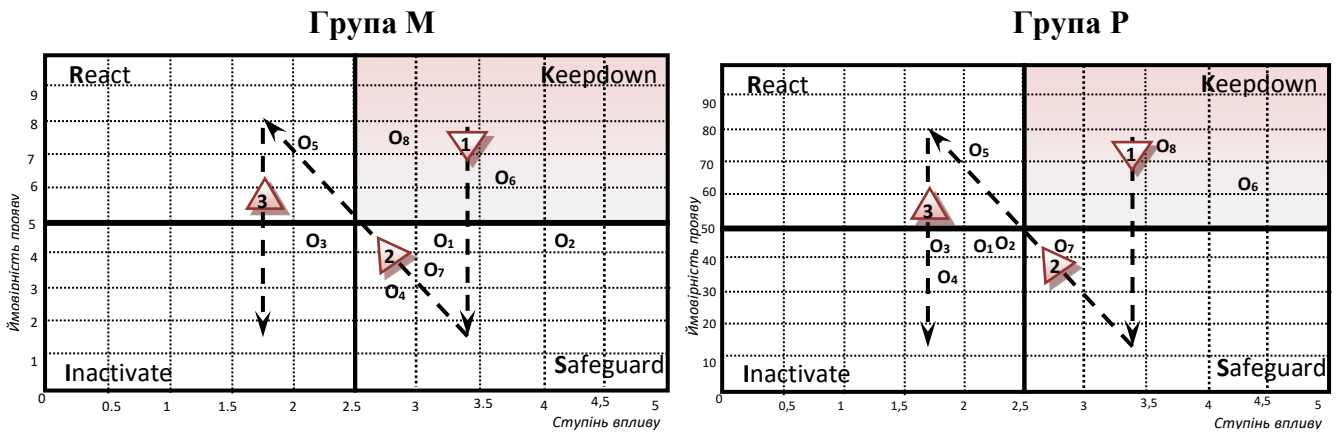 Група М
React
Keepdown
9
8
7
6
5
4
3
2
1
0
O5
O8
1
O6
3
O3
2
O1
O2
O7
O4
Inactivate
Safeguard
0.5
1
1.5
2
2.5
3
3.5
4
4,5
5
Ймовірність прояву
Ступінь впливу
Група Р
React
Keepdown
90
80
70
60
50
40
30
20
10
0
O5
1
O8
O6
3
O3
O1
O2
O7
2
O4
Inactivate
Safeguard
0,5
1
1,5
2
2,5
3
3,5
4
4,5
5
Ймовірність прояву
Ступінь впливу